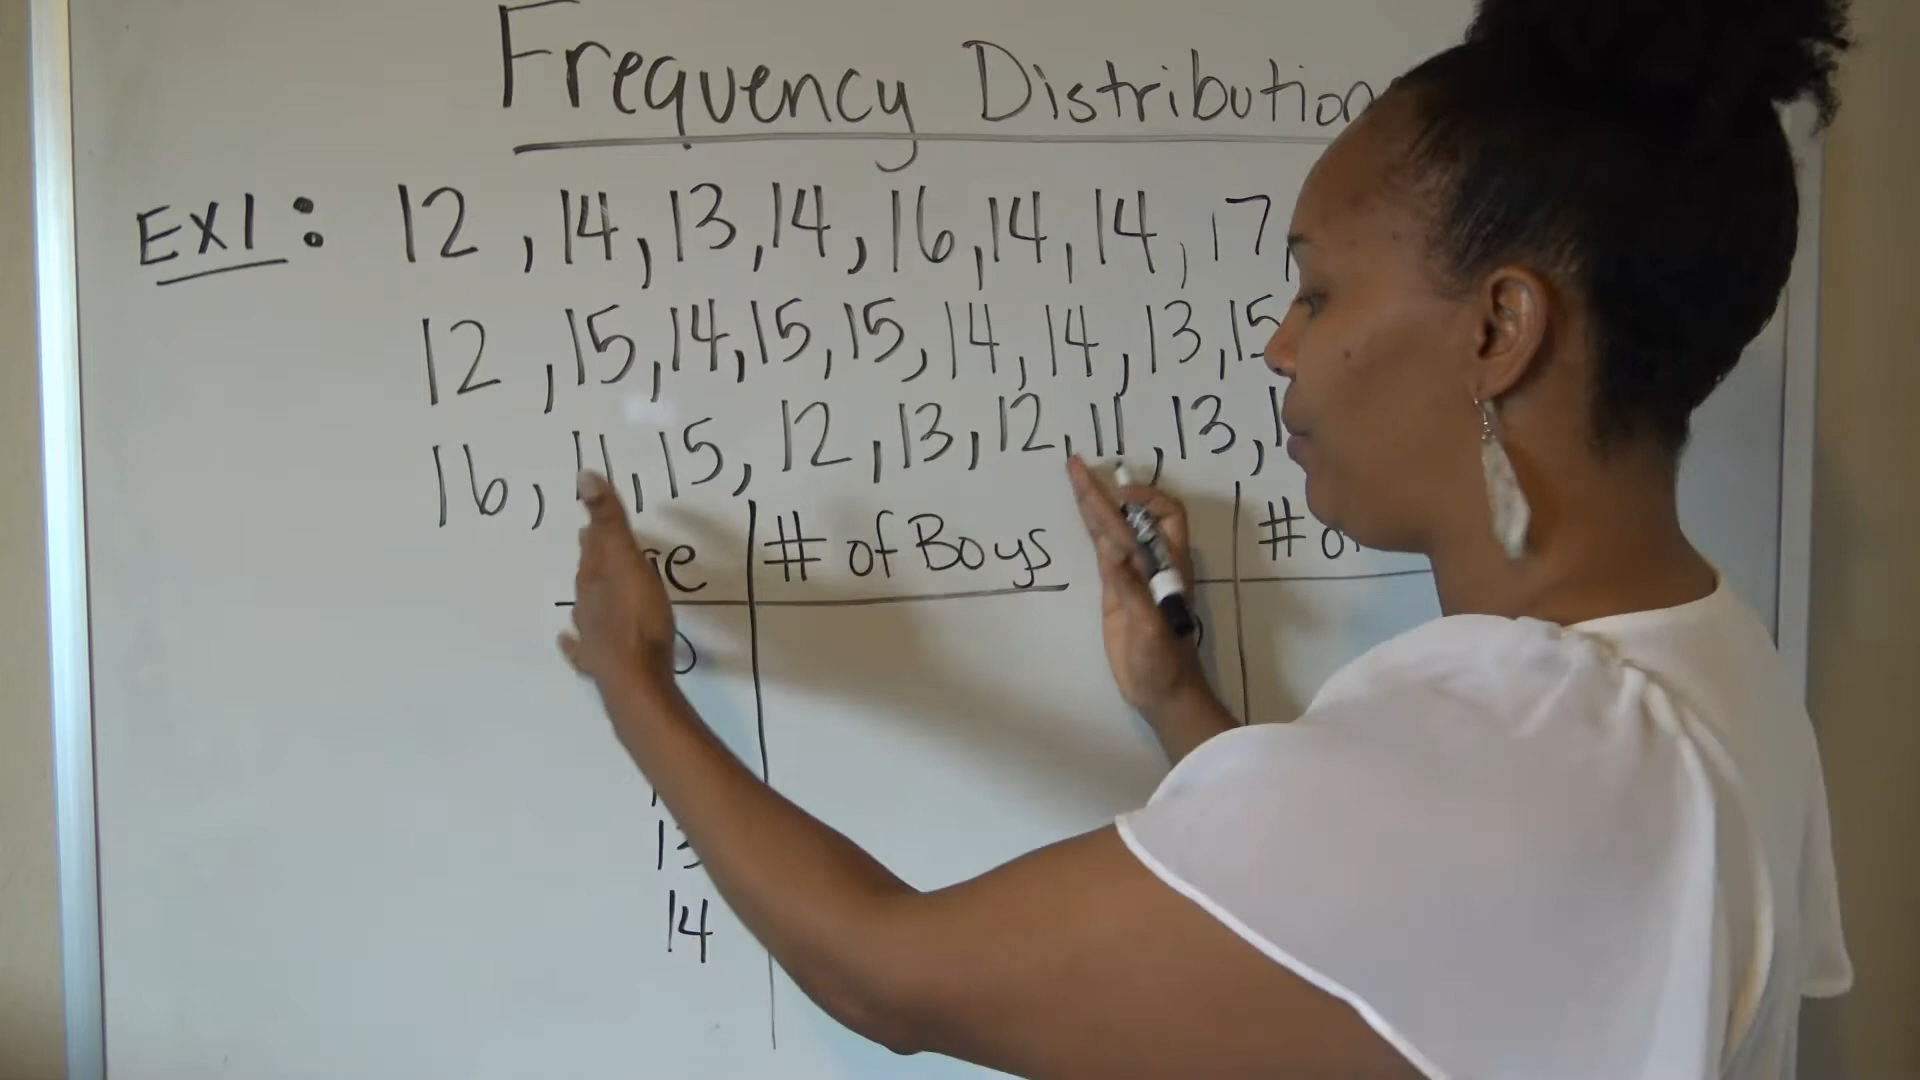 Frequency Distribution
EX1: 12, 14, 13, 14, 16, 14, 14, 17,
12, 15, 14, 15, 15, 14, 14, 13, 15
16, 11, 15, 12, 13, 12, 11, 13,
# of Boys #
13
14